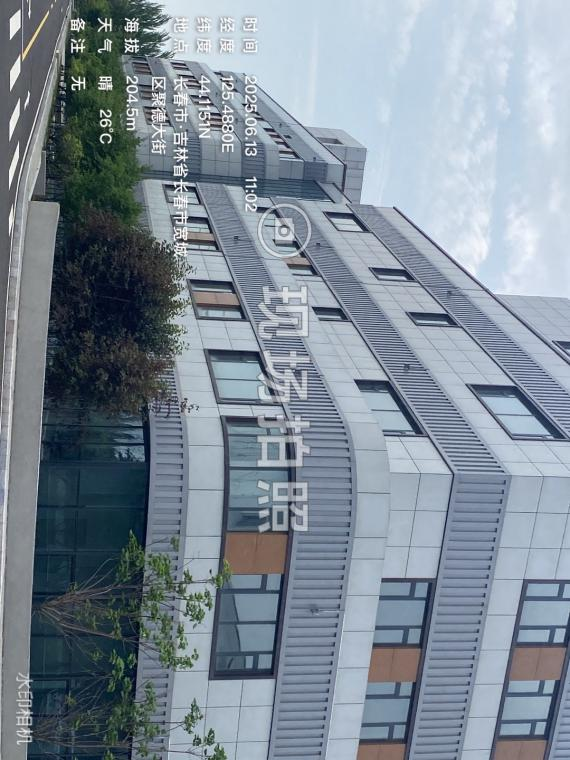 时间 2025.06.13 11:02
经度 125.4880E
纬度 44.1151N
地点 长春市·吉林省长春市宽城
区聚德大街
海拔 204.5m
天气 晴 26℃
备注 无
现场拍照
水印相机